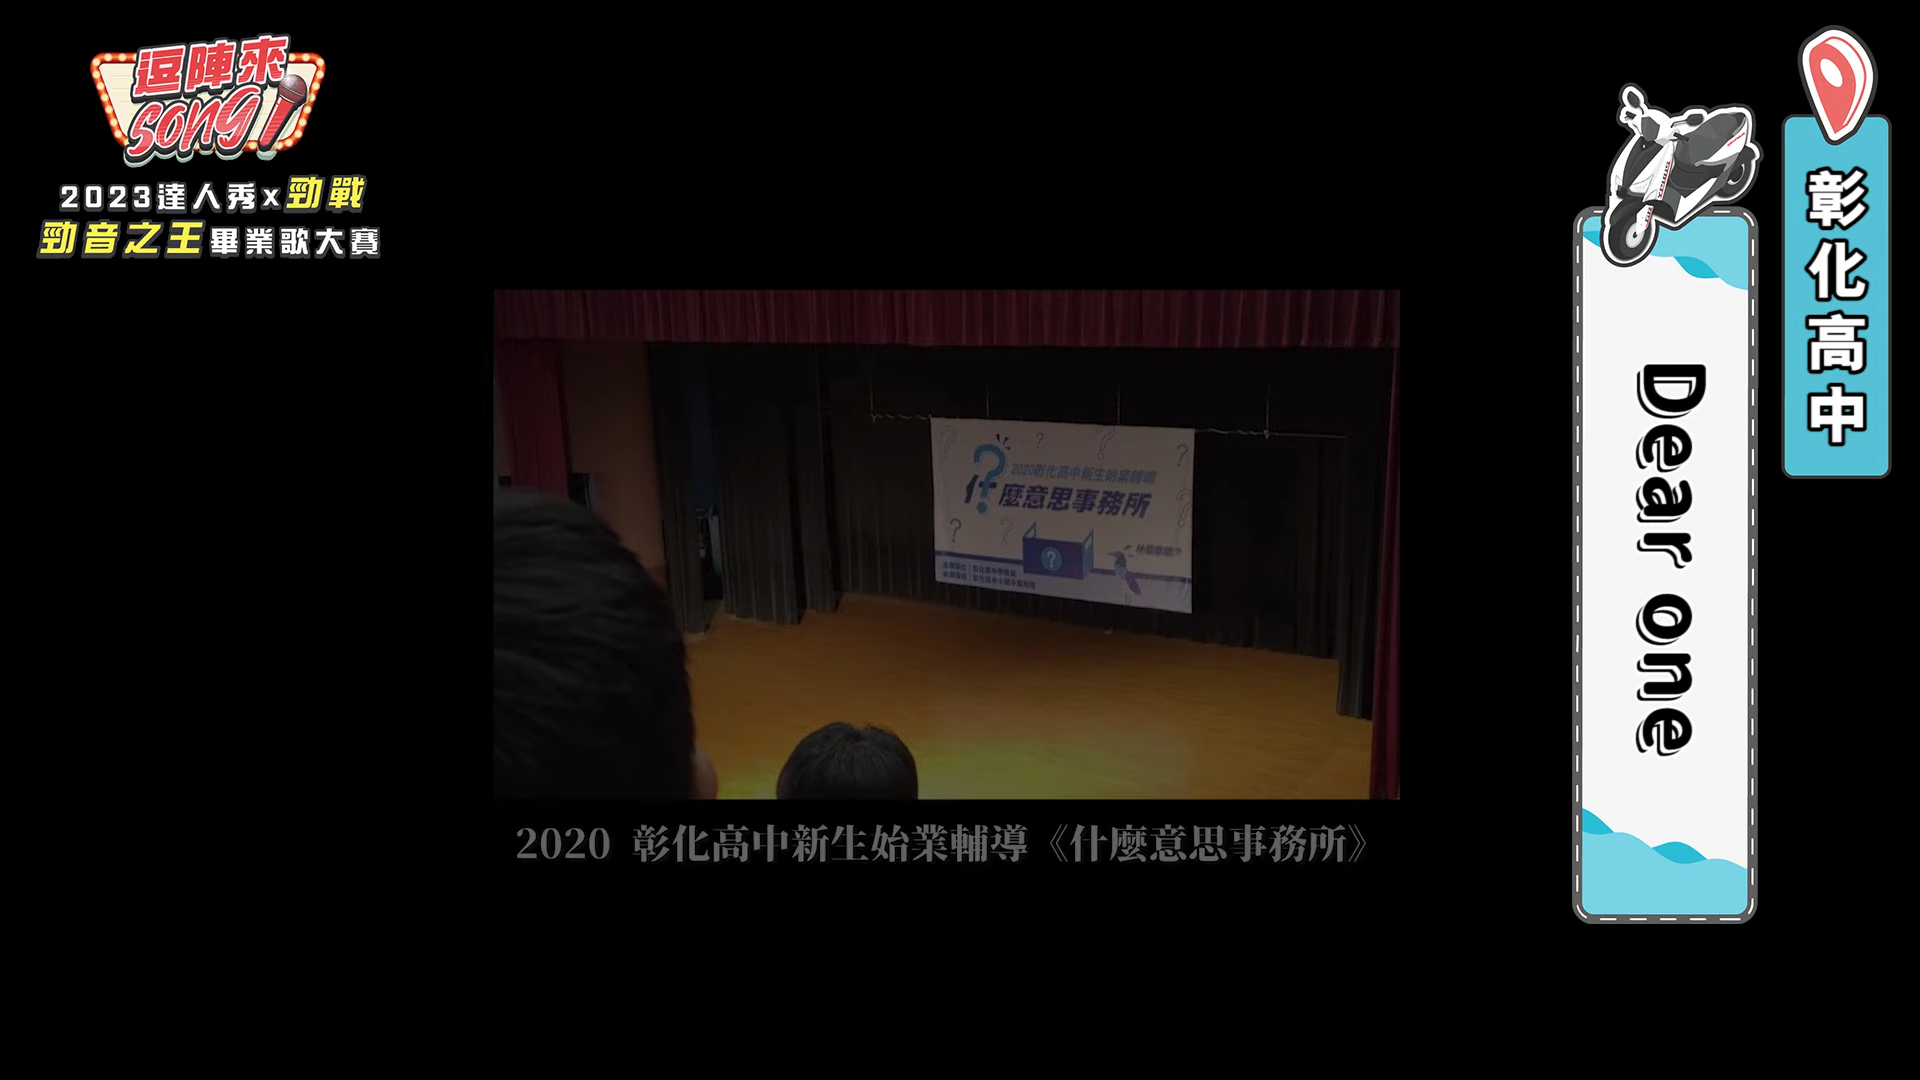 逗陣來
song
2023達人秀x勁戰
勁音之王畢業歌大賽
彰化高中
Dear one
2020彰化高中新生始業輔導
什麼意思事務所
2020 彰化高中新生始業輔導《什麼意思事務所》